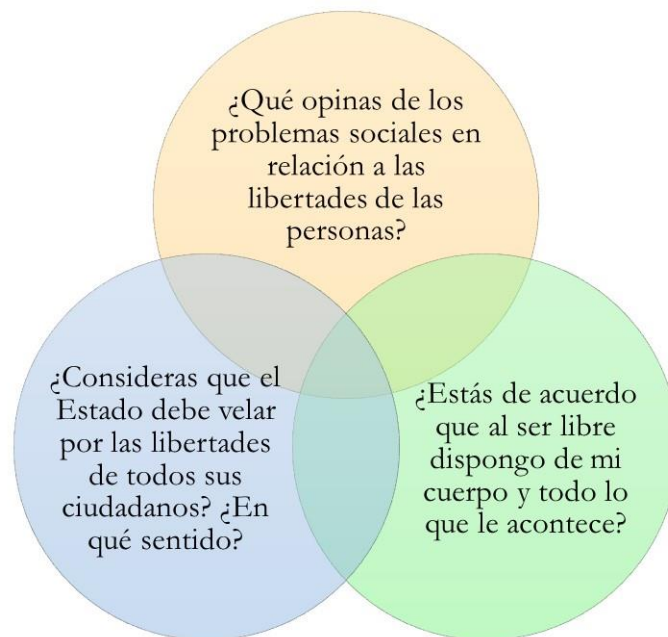 ¿Qué opinas de los
problemas sociales en
relación a las
libertades de las
personas?
¿Consideras que el
Estado debe velar
por las libertades
de todos sus
ciudadanos? ¿En
qué sentido?
¿Estás de acuerdo
que al ser libre
dispongo de mi
cuerpo y todo lo
que le acontece?